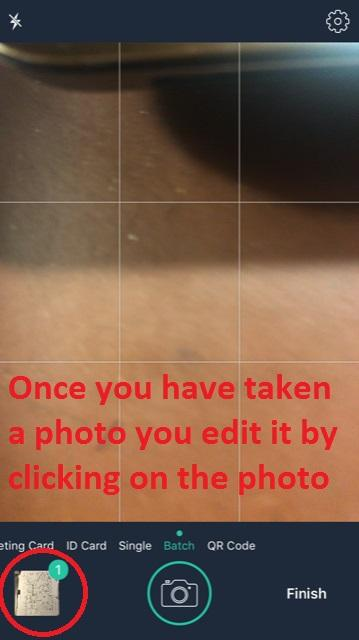 Once you have taken
a photo you edit it by
clicking on the photo
eting Card ID Card Single Batch QR Code
1
Finish